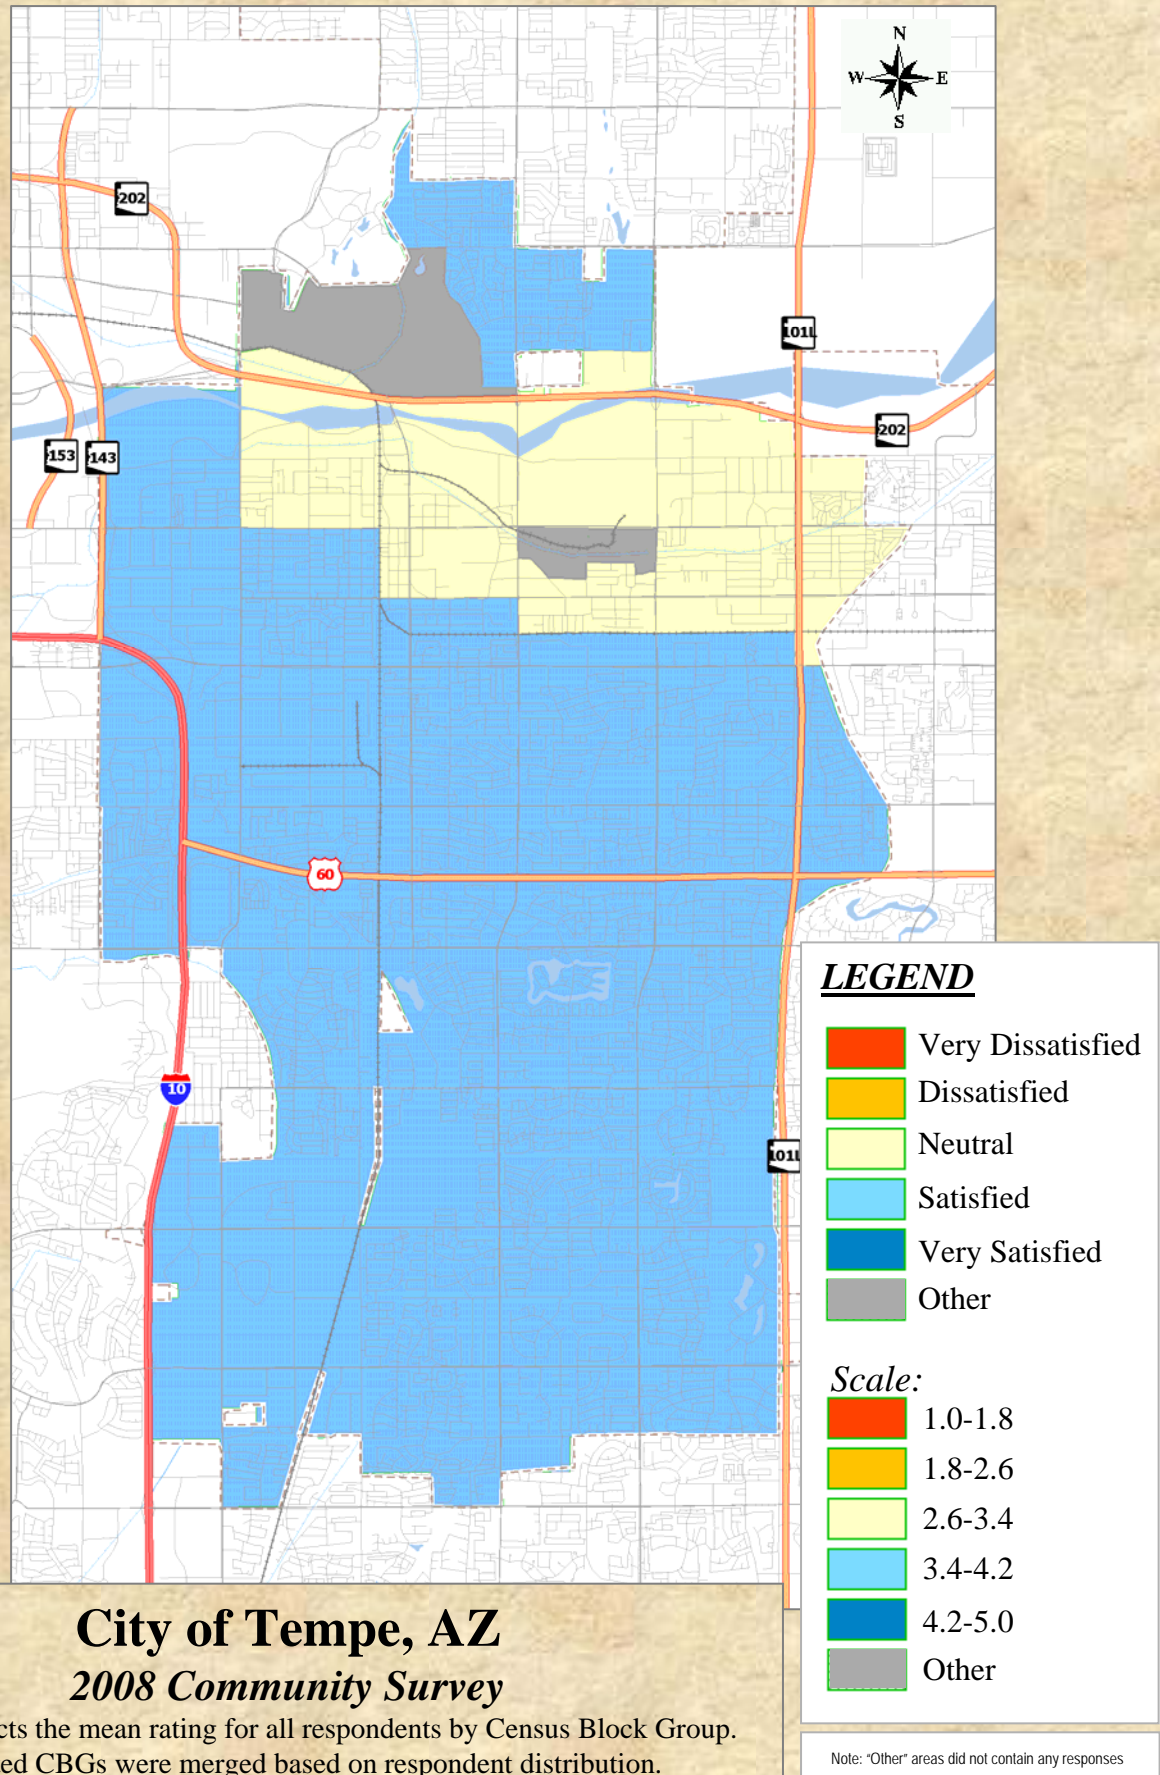 N
W E
S
202
101L
202
153
143
60
10
101L
LEGEND
Very Dissatisfied
Dissatisfied
Neutral
Satisfied
Very Satisfied
Other
Scale:
1.0-1.8
1.8-2.6
2.6-3.4
3.4-4.2
4.2-5.0
Other
City of Tempe, AZ
2008 Community Survey
cts the mean rating for all respondents by Census Block Group.
ed CBGs were merged based on respondent distribution.
Note: "Other" areas did not contain any responses